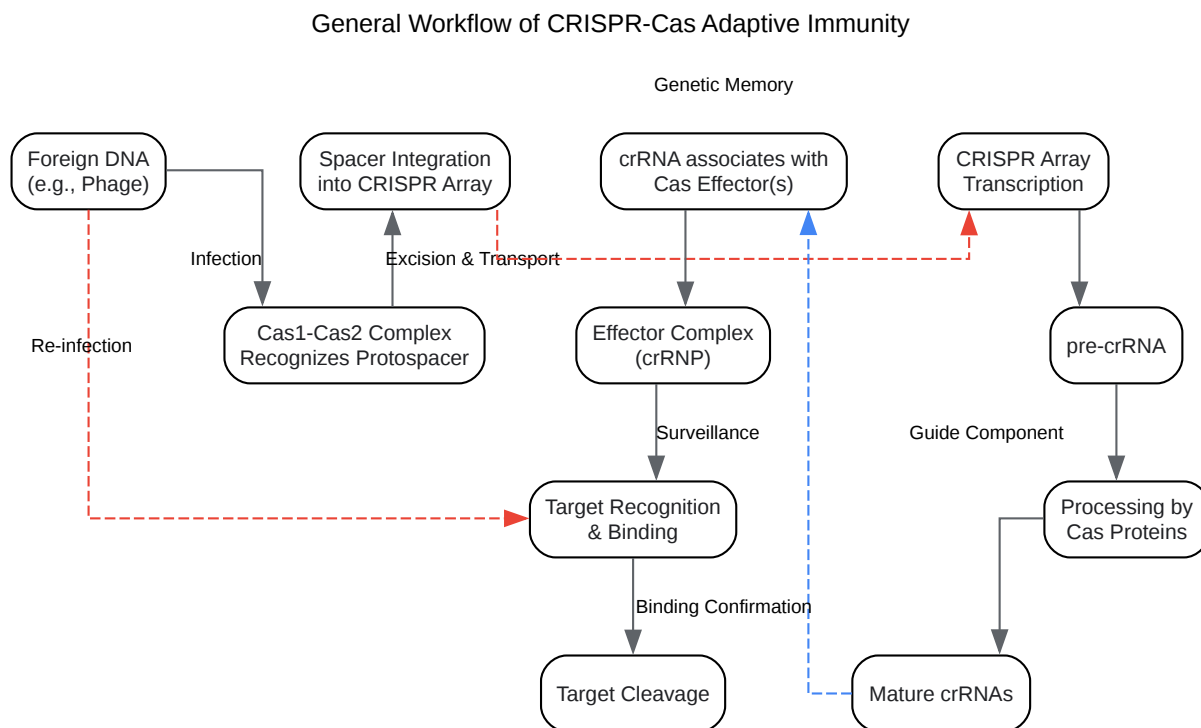 General Workflow of CRISPR-Cas Adaptive Immunity
Genetic Memory
Foreign DNA
(e.g., Phage)
Spacer Integration
into CRISPR Array
crRNA associates with
Cas Effector(s)
CRISPR Array
Transcription
Infection
Excision & Transport
Cas1-Cas2 Complex
Recognizes Protospacer
Effector Complex
(crRNP)
pre-crRNA
Re-infection
Surveillance
Guide Component
Target Recognition
& Binding
Processing by
Cas Proteins
Binding Confirmation
Target Cleavage
Mature crRNAs